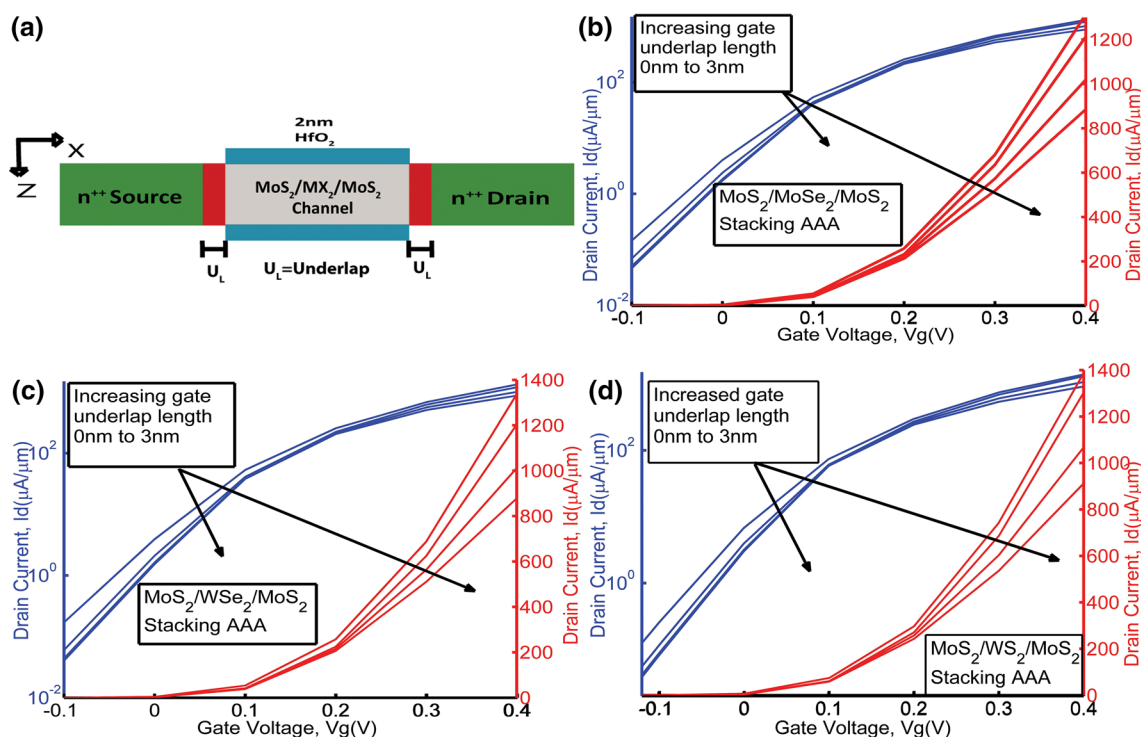 (a)
2nm
HfO2
X
Z
n++ Source
MoS2/MX2/MoS2
Channel
n++ Drain
UL
UL=Underlap
UL
(b)
Increasing gate
underlap length
0nm to 3nm
MoS2/MoSe2/MoS2
Stacking AAA
Drain Current, Id(μA/μm)
10^2
10^0
10^-2
-0.1
0
0.1
0.2
0.3
0.4
Gate Voltage, Vg(V)
1200
1000
800
600
400
200
0
Drain Current, Id(μA/μm)
(c)
Increasing gate
underlap length
0nm to 3nm
MoS2/WSe2/MoS2
Stacking AAA
Drain Current, Id(μA/μm)
10^2
10^0
10^-2
-0.1
0
0.1
0.2
0.3
0.4
Gate Voltage, Vg(V)
1400
1200
1000
800
600
400
200
0
Drain Current, Id(μA/μm)
(d)
Increased gate
underlap length
0nm to 3nm
MoS2/WS2/MoS2
Stacking AAA
Drain Current, Id(μA/μm)
10^2
10^0
-0.1
0
0.1
0.2
0.3
0.4
Gate Voltage, Vg(V)
1400
1200
1000
800
600
400
200
0
Drain Current, Id(μA/μm)